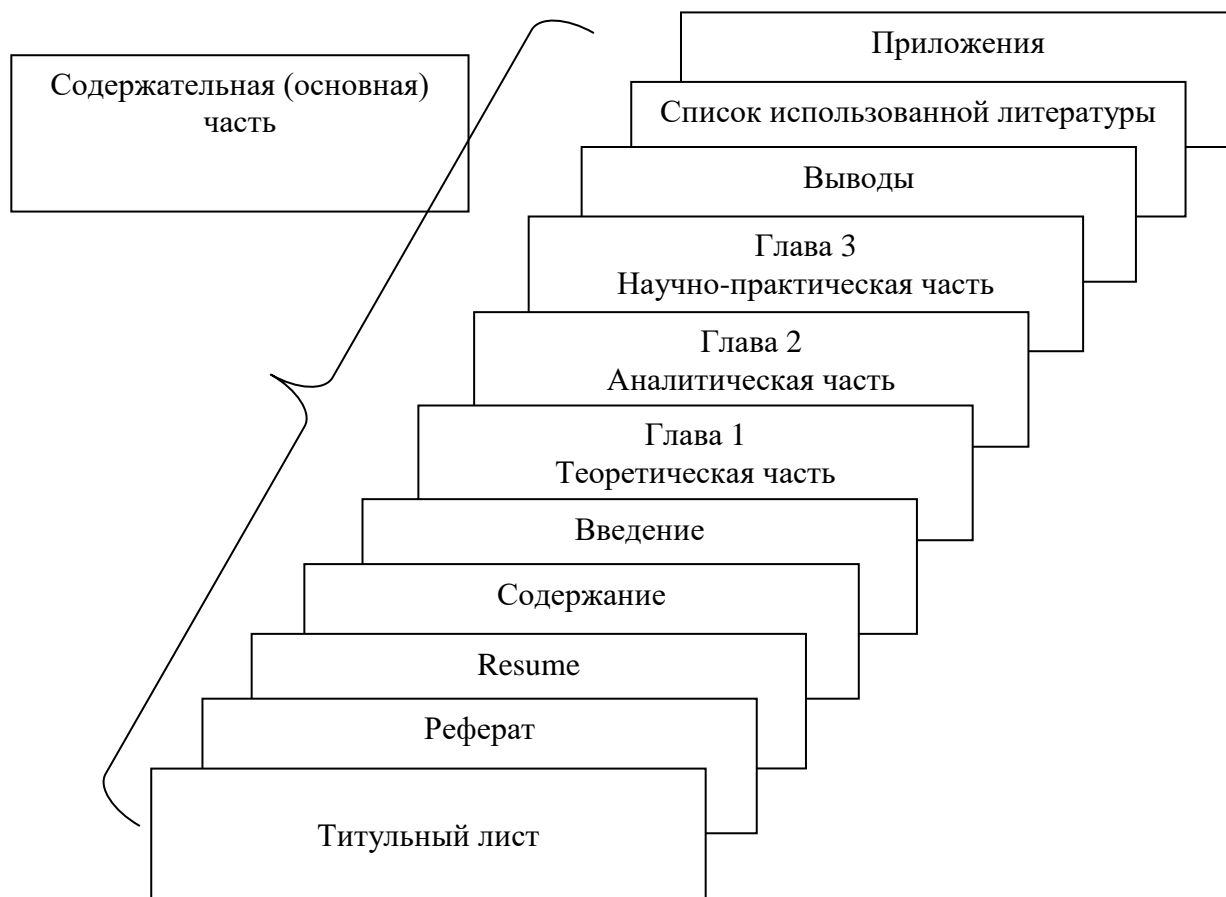 Содержательная (основная)
часть
Приложения
Список использованной литературы
Выводы
Глава 3
Научно-практическая часть
Глава 2
Аналитическая часть
Глава 1
Теоретическая часть
Введение
Содержание
Resume
Реферат
Титульный лист